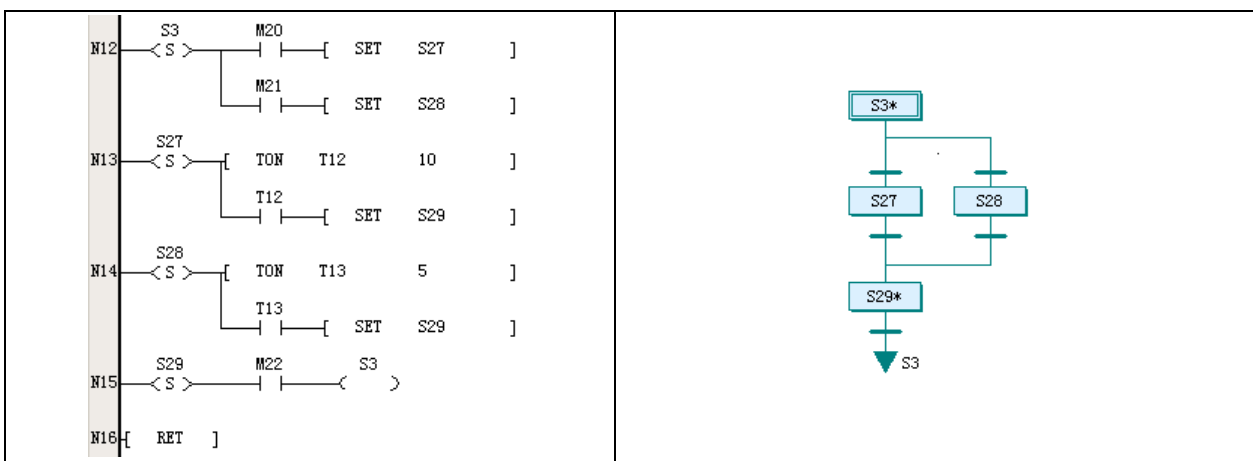 S3 M20
N12 S SET S27
M21
SET S28
S27
N13 S TON T12 10
T12
SET S29
S28
N14 S TON T13 5
T13
SET S29
S29 M22 S3
N15 S
N16 RET
S3*
S27 S28
S29*
S3